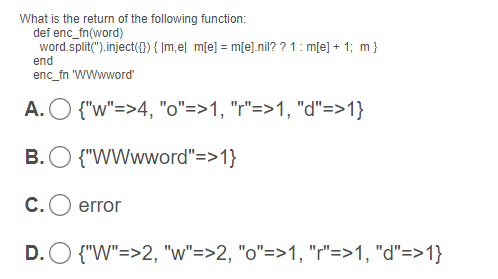 What is the return of the following function:
def enc_fn(word)
word.split('').inject({}) { |m,e| m[e] = m[e].nil? ? 1 : m[e] + 1; m }
end
enc_fn 'WWwword'
A. {"w"=>4, "o"=>1, "r"=>1, "d"=>1}
B. {"WWwword"=>1}
C. error
D. {"W"=>2, "w"=>2, "o"=>1, "r"=>1, "d"=>1}